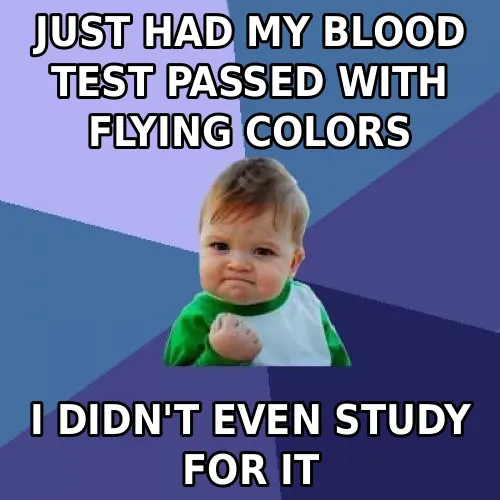 JUST HAD MY BLOOD
TEST PASSED WITH
FLYING COLORS
I DIDN'T EVEN STUDY
FOR IT